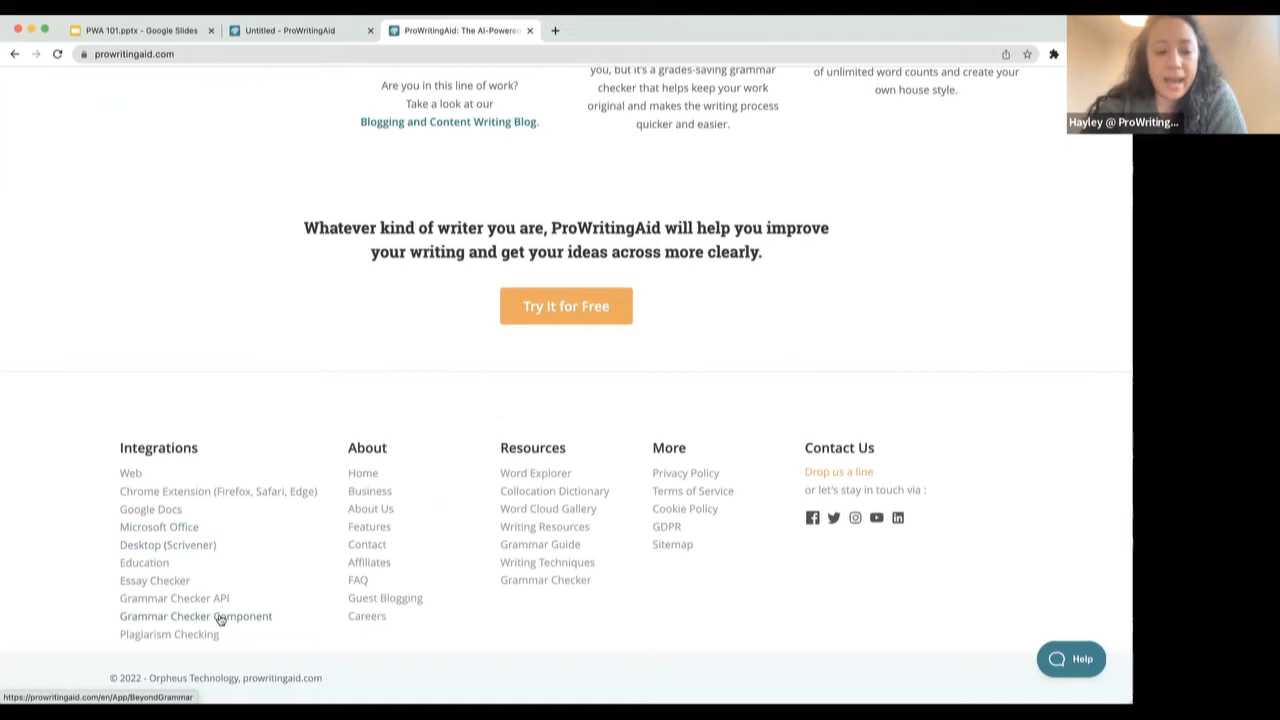 PWA 101.pptx - Google Slides
Untitled - ProWritingAid
ProWritingAid: The AI-Powere
prowritingaid.com
Hayley @ ProWriting...
Are you in this line of work?
Take a look at our
Blogging and Content Writing Blog.
you, but it's a grades-saving grammar
checker that helps keep your work
original and makes the writing process
quicker and easier.
of unlimited word counts and create your
own house style.
Whatever kind of writer you are, ProWritingAid will help you improve
your writing and get your ideas across more clearly.
Try It for Free
Integrations
Web
Chrome Extension (Firefox, Safari, Edge)
Google Docs
Microsoft Office
Desktop (Scrivener)
Education
Essay Checker
Grammar Checker API
Grammar Checker Component
Plagiarism Checking
About
Home
Business
About Us
Features
Contact
Affiliates
FAQ
Guest Blogging
Careers
Resources
Word Explorer
Collocation Dictionary
Word Cloud Gallery
Writing Resources
Grammar Guide
Writing Techniques
Grammar Checker
More
Privacy Policy
Terms of Service
Cookie Policy
GDPR
Sitemap
Contact Us
Drop us a line
or let's stay in touch via :
Help
© 2022 - Orpheus Technology, prowritingaid.com
https://prowritingaid.com/en/App/BeyondGrammar